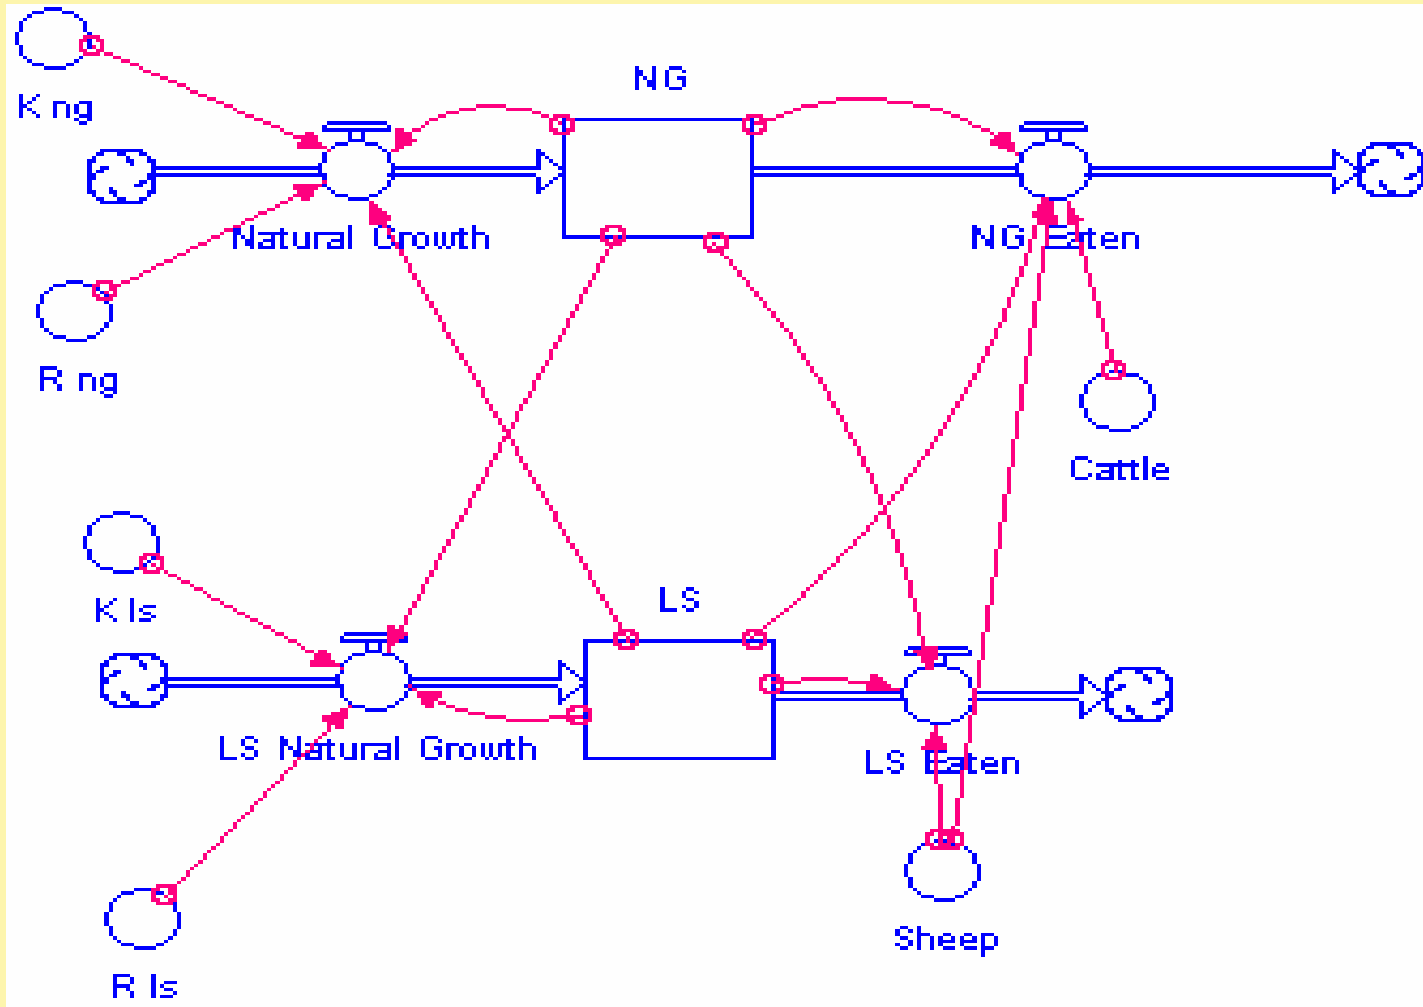 NG
K ng
Natural Growth
NG Eaten
R ng
Cattle
K ls
LS
LS Natural Growth
LS Eaten
Sheep
R ls